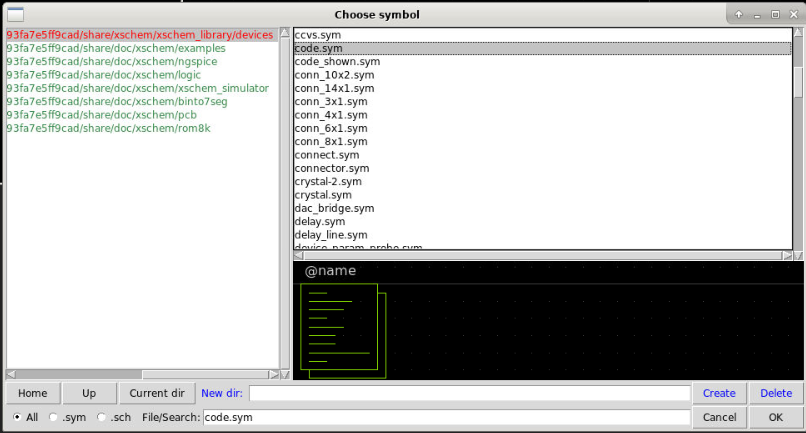 Choose symbol
93fa7e5ff9cad/share/xschem/xschem_library/devices
93fa7e5ff9cad/share/doc/xschem/examples
93fa7e5ff9cad/share/doc/xschem/ngspice
93fa7e5ff9cad/share/doc/xschem/logic
93fa7e5ff9cad/share/doc/xschem/xschem_simulator
93fa7e5ff9cad/share/doc/xschem/binto7seg
93fa7e5ff9cad/share/doc/xschem/pcb
93fa7e5ff9cad/share/doc/xschem/rom8k
ccvs.sym
code.sym
code_shown.sym
conn_10x2.sym
conn_14x1.sym
conn_3x1.sym
conn_4x1.sym
conn_6x1.sym
conn_8x1.sym
connect.sym
connector.sym
crystal-2.sym
crystal.sym
dac_bridge.sym
delay.sym
delay_line.sym
device_param_probe.sym
@name
Home Up Current dir New dir: Create Delete
All .sym .sch File/Search: code.sym Cancel OK